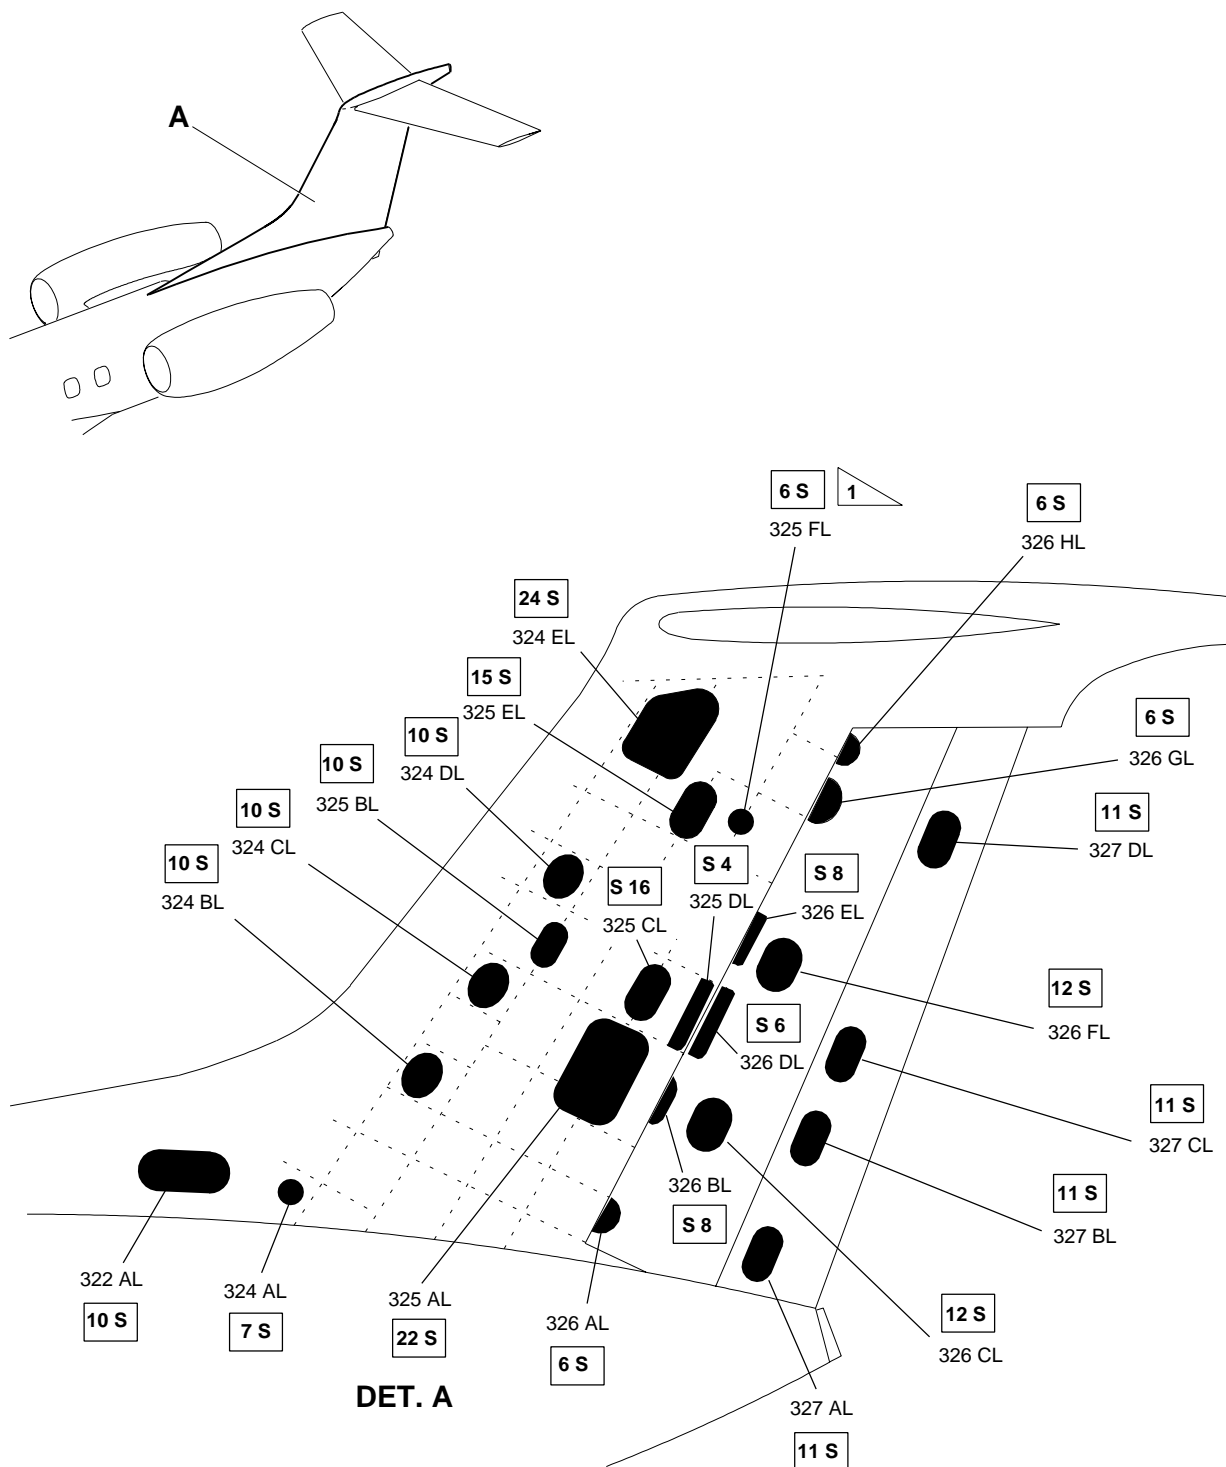 A
6 S
1
325 FL
6 S
326 HL
24 S
324 EL
15 S
325 EL
10 S
324 DL
6 S
326 GL
10 S
325 BL
10 S
324 CL
11 S
327 DL
10 S
324 BL
S 16
325 CL
S 4
325 DL
S 8
326 EL
12 S
326 FL
S 6
326 DL
11 S
327 CL
326 BL
S 8
11 S
327 BL
322 AL
10 S
324 AL
7 S
325 AL
22 S
326 AL
6 S
12 S
326 CL
DET. A
327 AL
11 S